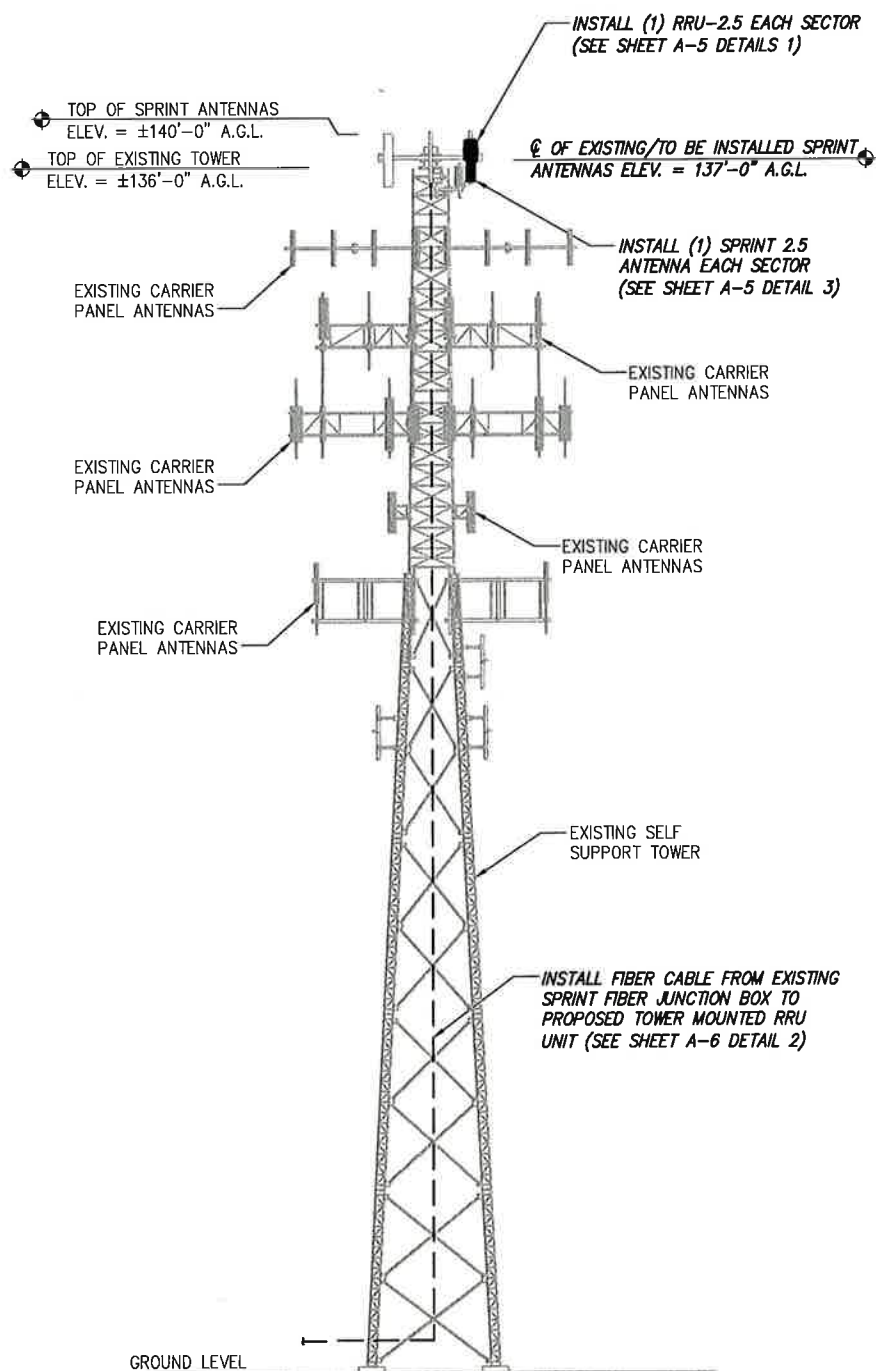 INSTALL (1) RRU-2.5 EACH SECTOR
(SEE SHEET A-5 DETAILS 1)
TOP OF SPRINT ANTENNAS
ELEV. = ±140'-0" A.G.L.
TOP OF EXISTING TOWER
ELEV. = ±136'-0" A.G.L.
℄ OF EXISTING/TO BE INSTALLED SPRINT
ANTENNAS ELEV. = 137'-0" A.G.L.
INSTALL (1) SPRINT 2.5
ANTENNA EACH SECTOR
(SEE SHEET A-5 DETAIL 3)
EXISTING CARRIER
PANEL ANTENNAS
EXISTING CARRIER
PANEL ANTENNAS
EXISTING CARRIER
PANEL ANTENNAS
EXISTING CARRIER
PANEL ANTENNAS
EXISTING CARRIER
PANEL ANTENNAS
EXISTING SELF
SUPPORT TOWER
INSTALL FIBER CABLE FROM EXISTING
SPRINT FIBER JUNCTION BOX TO
PROPOSED TOWER MOUNTED RRU
UNIT (SEE SHEET A-6 DETAIL 2)
GROUND LEVEL